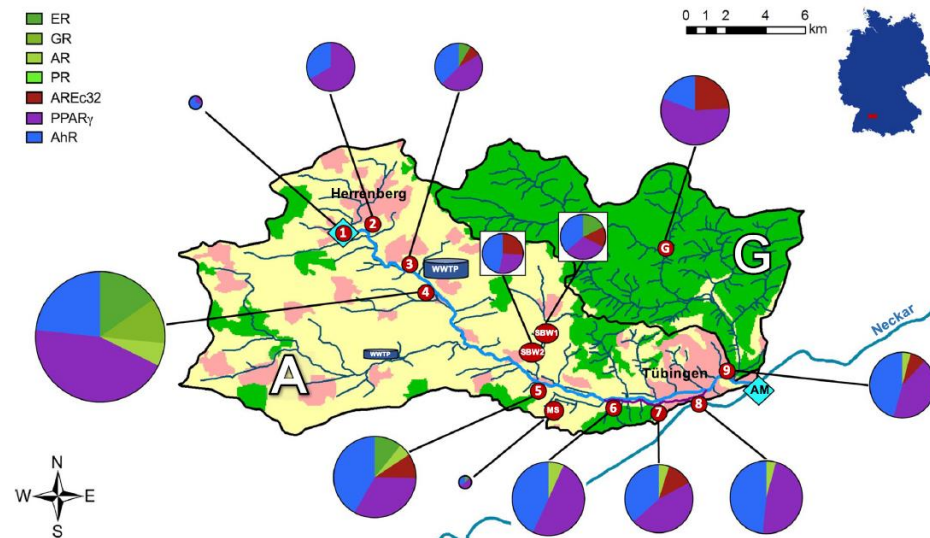 ER
GR
AR
PR
AREc32
PPARγ
AhR
0 1 2 4 6
km
Herrenberg
1
2
3
WWTP
4
G
G
SBW1
SBW2
WWTP
A
Tübingen
Neckar
5
MS
6
7
8
9
AM
N
W E
S